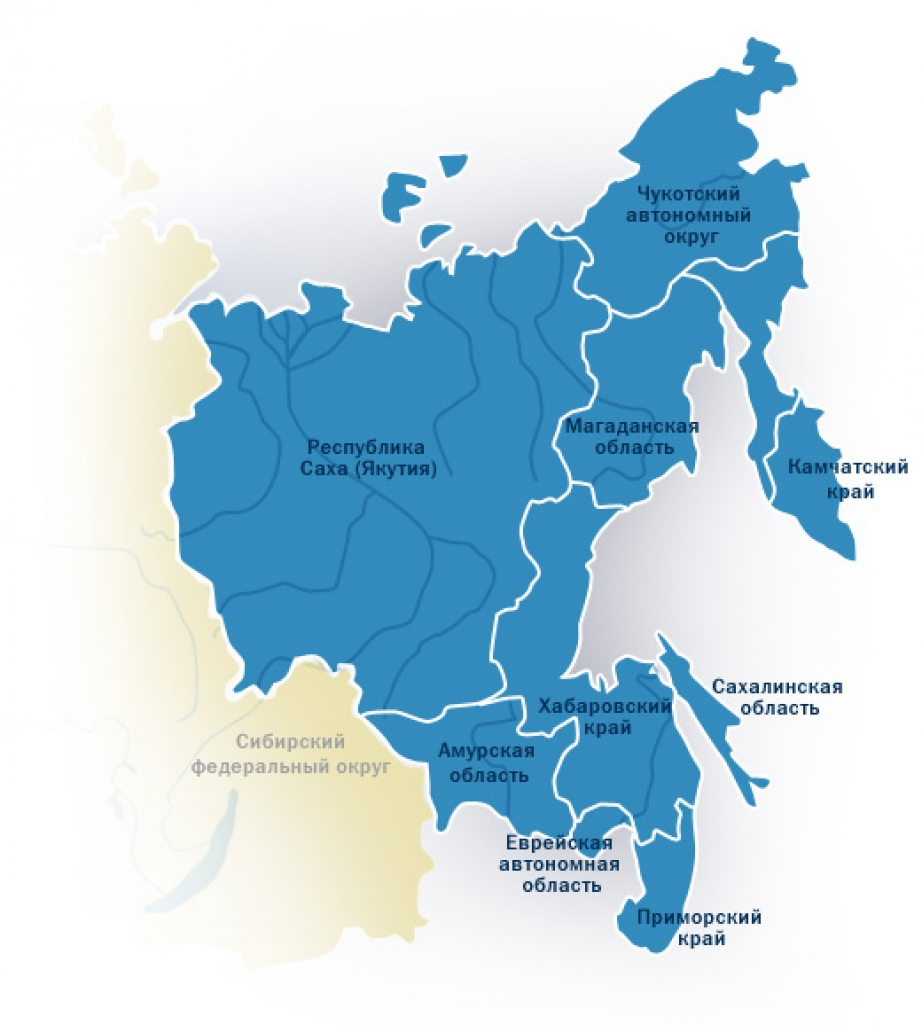 Чукотский
автономный
округ
Магаданская
область
Республика
Саха (Якутия)
Камчатский
край
Сахалинская
область
Хабаровский
край
Сибирский
федеральный округ
Амурская
область
Еврейская
автономная
область
Приморский
край